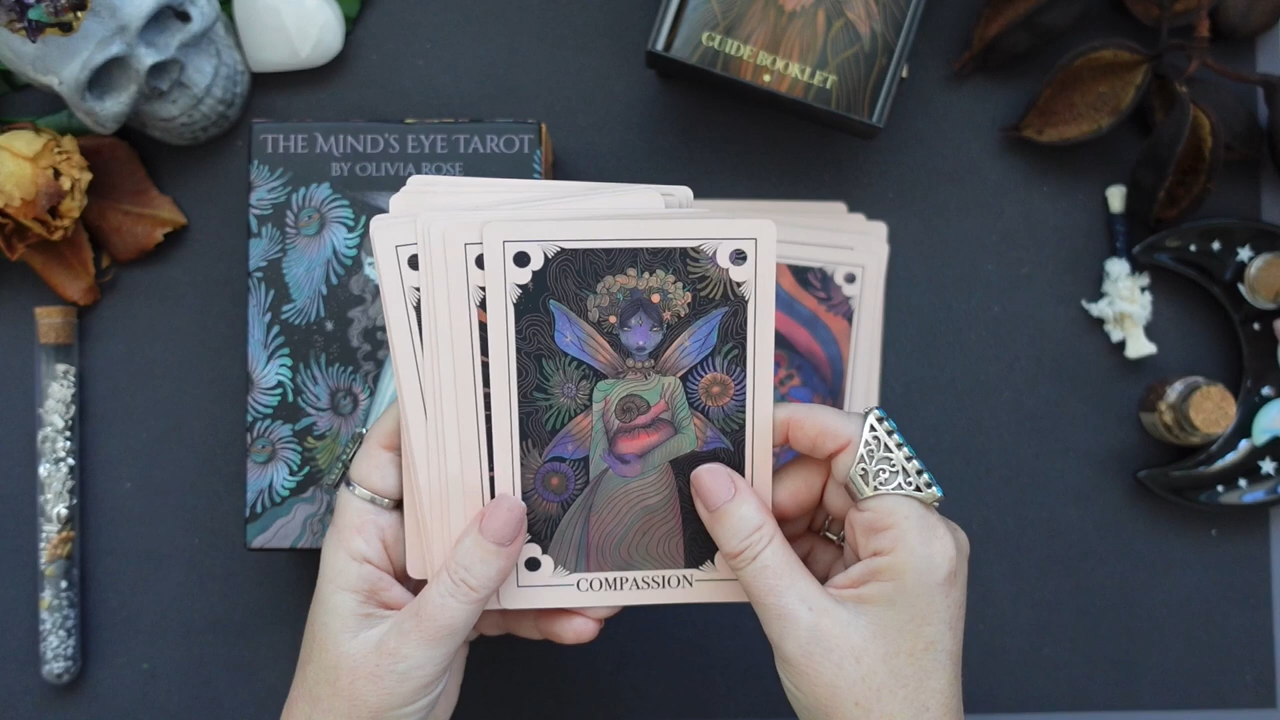 GUIDE BOOKLET
THE MIND'S EYE TAROT
BY OLIVIA ROSE
COMPASSION